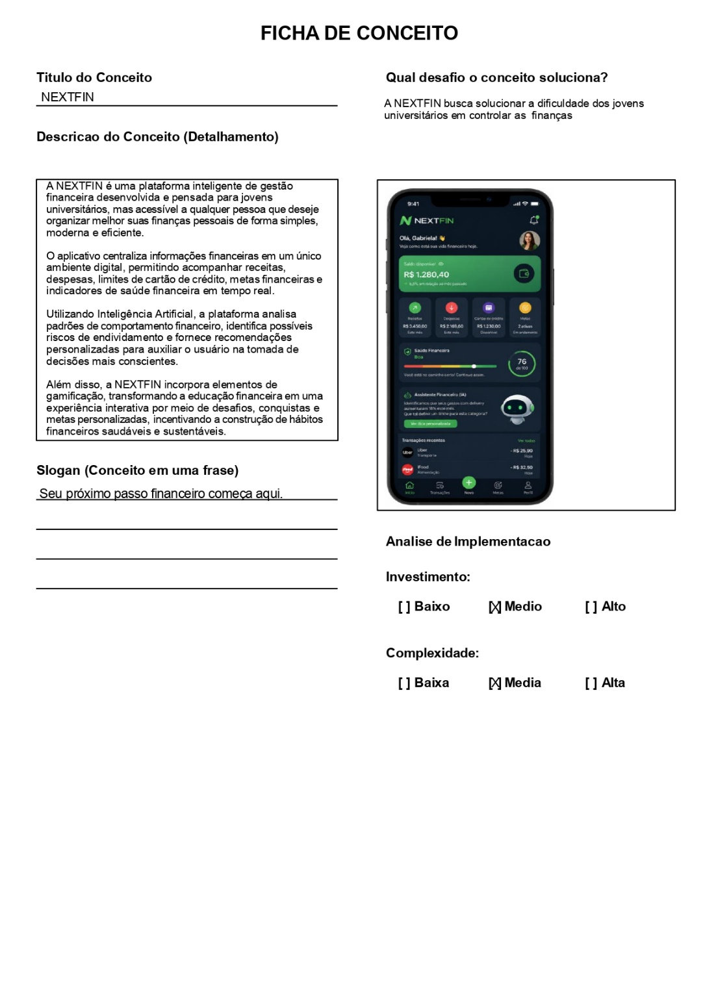 FICHA DE CONCEITO
Titulo do Conceito
NEXTFIN
Descricao do Conceito (Detalhamento)
A NEXTFIN é uma plataforma inteligente de gestão
financeira desenvolvida e pensada para jovens
universitários, mas acessível a qualquer pessoa que deseje
organizar melhor suas finanças pessoais de forma simples,
moderna e eficiente.
O aplicativo centraliza informações financeiras em um único
ambiente digital, permitindo acompanhar receitas,
despesas, limites de cartão de crédito, metas financeiras e
indicadores de saúde financeira em tempo real.
Utilizando Inteligência Artificial, a plataforma analisa
padrões de comportamento financeiro, identifica possíveis
riscos de endividamento e fornece recomendações
personalizadas para auxiliar o usuário na tomada de
decisões mais conscientes.
Além disso, a NEXTFIN incorpora elementos de
gamificação, transformando a educação financeira em uma
experiência interativa por meio de desafios, conquistas e
metas personalizadas, incentivando a construção de hábitos
financeiros saudáveis e sustentáveis.
Slogan (Conceito em uma frase)
Seu próximo passo financeiro começa aqui.
Qual desafio o conceito soluciona?
A NEXTFIN busca solucionar a dificuldade dos jovens
universitários em controlar as finanças
9:41
NEXTFIN
Olá, Gabriela! 👋
Veja como está sua vida financeira hoje.
Saldo disponível
R$ 1.280,40
em relação ao mês passado
Receitas Despesas Cartão de crédito Metas
R$ 3.450,00 R$ 2.169,60 R$ 1.230,00 2 ativas
Este mês Este mês Disponível Em andamento
Saúde Financeira
Boa
76
de 100
Você está no caminho certo! Continue assim.
Assistente Financeiro (IA)
Identificamos que seus gastos com delivery
aumentaram 18% este mês.
Que tal definir um limite para esta categoria?
Ver dica personalizada
Transações recentes Ver todas
Uber Uber - R$ 25,90
Transporte Hoje
iFood iFood - R$ 32,50
Alimentação Hoje
Início Transações Novo Metas Perfil
Analise de Implementacao
Investimento:
[ ] Baixo [X] Medio [ ] Alto
Complexidade:
[ ] Baixa [X] Media [ ] Alta